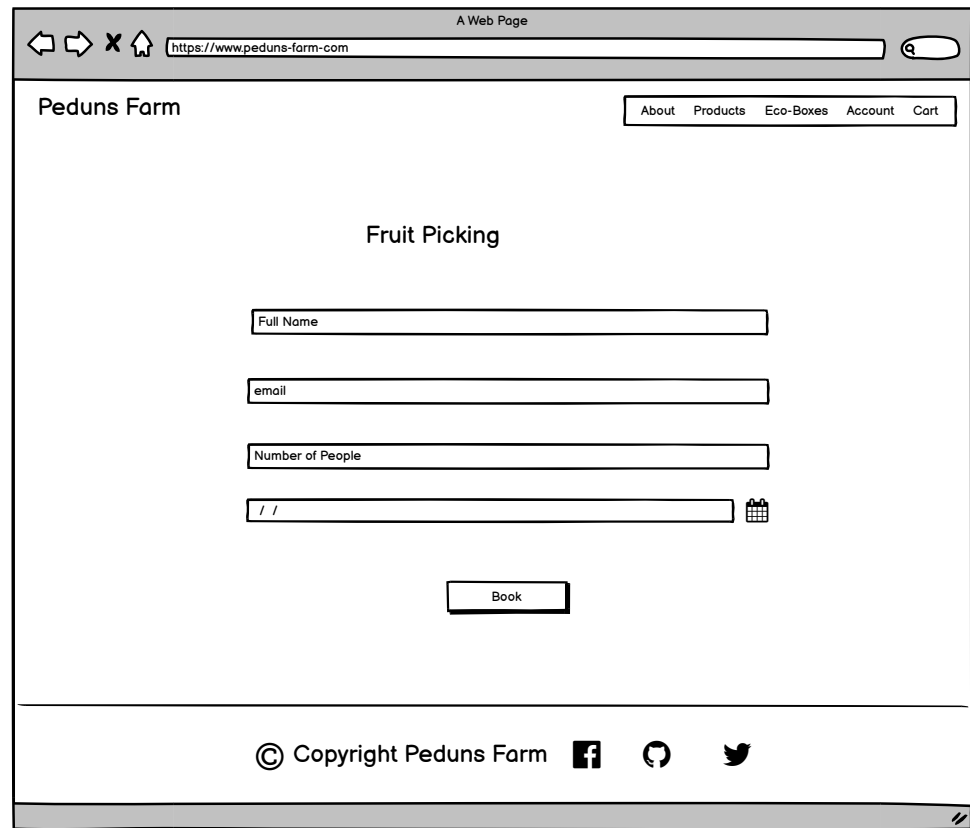 A Web Page
https://www.peduns-farm-com
Peduns Farm
About Products Eco-Boxes Account Cart
Fruit Picking
Full Name
email
Number of People
/ /
Book
© Copyright Peduns Farm